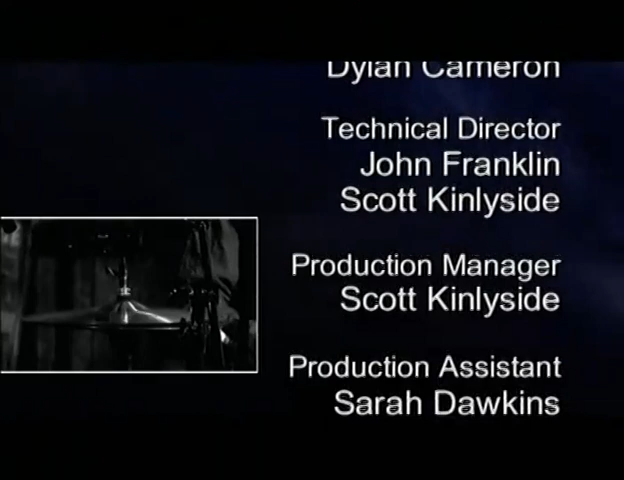 Dylan Cameron
Technical Director
John Franklin
Scott Kinlyside
Production Manager
Scott Kinlyside
Production Assistant
Sarah Dawkins